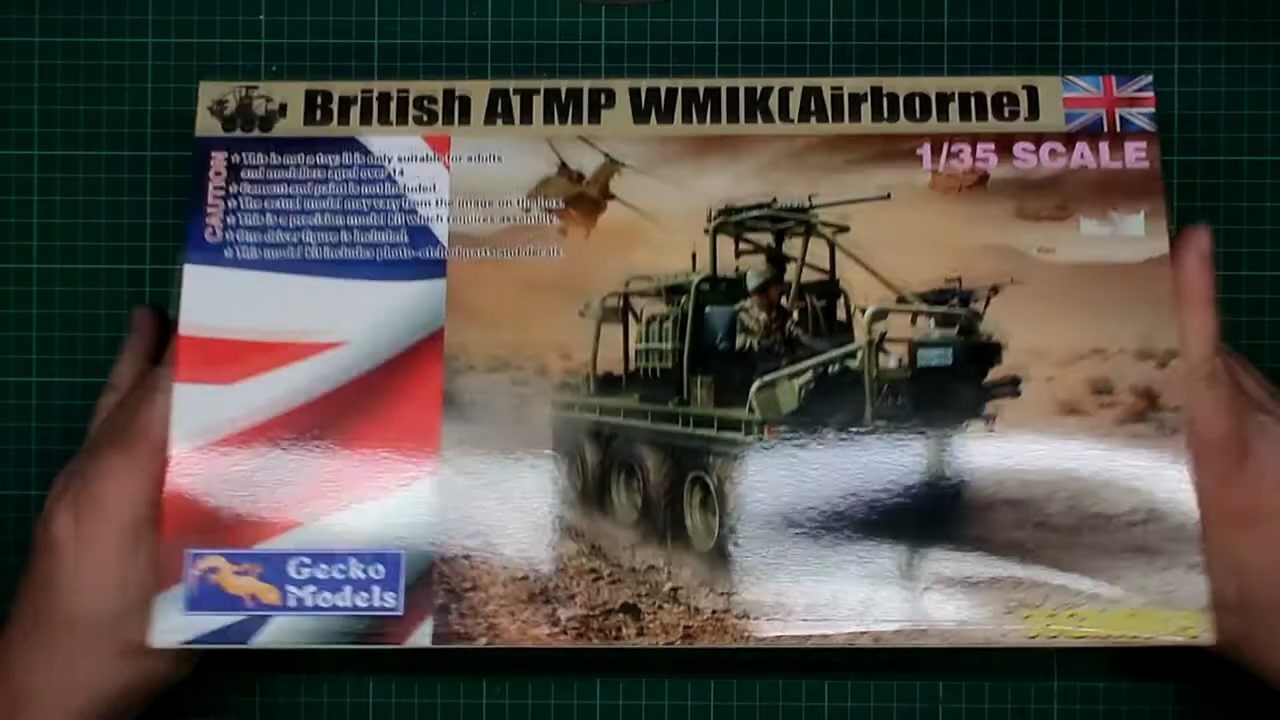 British ATMP WMIK(Airborne)
1/35 SCALE
CAUTION
This is not a toy. It is only suitable for adults
and modellers aged over 14
Cement and paint is not included
The actual model may vary from the image on the box.
This is a precision model kit which requires assembly.
One driver figure is included.
This model kit includes photo-etched parts and decals.
Gecko
Models